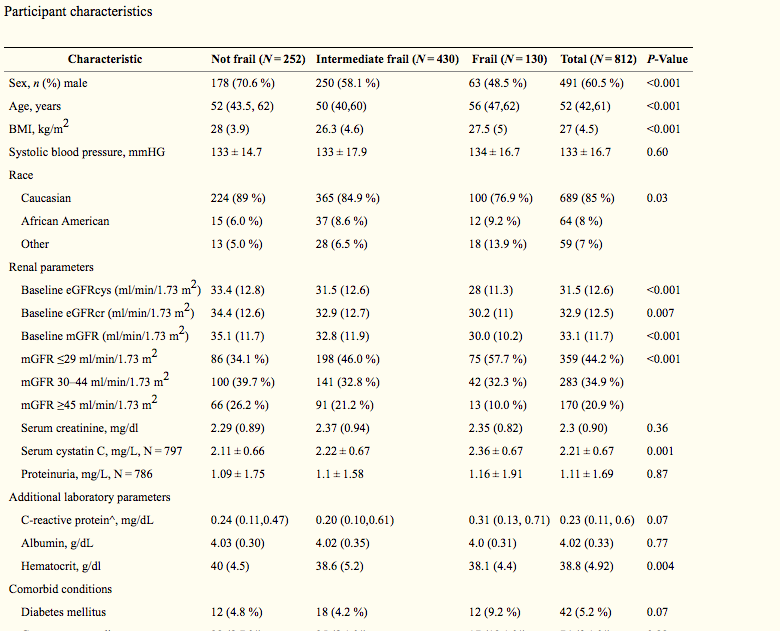 Participant characteristics
Characteristic Not frail (N = 252) Intermediate frail (N = 430) Frail (N = 130) Total (N = 812) P-Value
Sex, n (%) male 178 (70.6 %) 250 (58.1 %) 63 (48.5 %) 491 (60.5 %) <0.001
Age, years 52 (43.5, 62) 50 (40,60) 56 (47,62) 52 (42,61) <0.001
BMI, kg/m2 28 (3.9) 26.3 (4.6) 27.5 (5) 27 (4.5) <0.001
Systolic blood pressure, mmHG 133 ± 14.7 133 ± 17.9 134 ± 16.7 133 ± 16.7 0.60
Race
Caucasian 224 (89 %) 365 (84.9 %) 100 (76.9 %) 689 (85 %) 0.03
African American 15 (6.0 %) 37 (8.6 %) 12 (9.2 %) 64 (8 %)
Other 13 (5.0 %) 28 (6.5 %) 18 (13.9 %) 59 (7 %)
Renal parameters
Baseline eGFRcys (ml/min/1.73 m2) 33.4 (12.8) 31.5 (12.6) 28 (11.3) 31.5 (12.6) <0.001
Baseline eGFRcr (ml/min/1.73 m2) 34.4 (12.6) 32.9 (12.7) 30.2 (11) 32.9 (12.5) 0.007
Baseline mGFR (ml/min/1.73 m2) 35.1 (11.7) 32.8 (11.9) 30.0 (10.2) 33.1 (11.7) <0.001
mGFR ≤29 ml/min/1.73 m2 86 (34.1 %) 198 (46.0 %) 75 (57.7 %) 359 (44.2 %) <0.001
mGFR 30–44 ml/min/1.73 m2 100 (39.7 %) 141 (32.8 %) 42 (32.3 %) 283 (34.9 %)
mGFR ≥45 ml/min/1.73 m2 66 (26.2 %) 91 (21.2 %) 13 (10.0 %) 170 (20.9 %)
Serum creatinine, mg/dl 2.29 (0.89) 2.37 (0.94) 2.35 (0.82) 2.3 (0.90) 0.36
Serum cystatin C, mg/L, N = 797 2.11 ± 0.66 2.22 ± 0.67 2.36 ± 0.67 2.21 ± 0.67 0.001
Proteinuria, mg/L, N = 786 1.09 ± 1.75 1.1 ± 1.58 1.16 ± 1.91 1.11 ± 1.69 0.87
Additional laboratory parameters
C-reactive protein^, mg/dL 0.24 (0.11,0.47) 0.20 (0.10,0.61) 0.31 (0.13, 0.71) 0.23 (0.11, 0.6) 0.07
Albumin, g/dL 4.03 (0.30) 4.02 (0.35) 4.0 (0.31) 4.02 (0.33) 0.77
Hematocrit, g/dl 40 (4.5) 38.6 (5.2) 38.1 (4.4) 38.8 (4.92) 0.004
Comorbid conditions
Diabetes mellitus 12 (4.8 %) 18 (4.2 %) 12 (9.2 %) 42 (5.2 %) 0.07